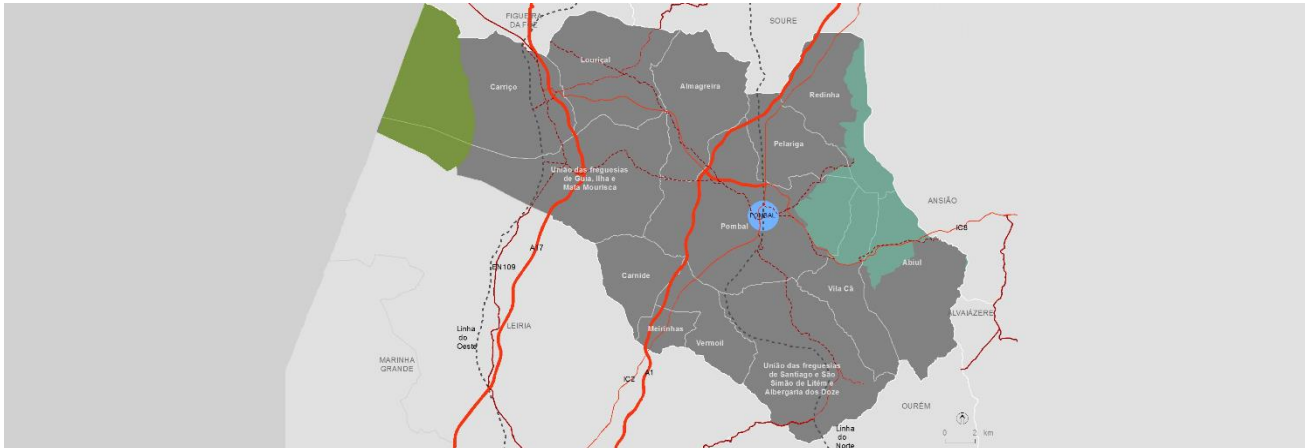 FIGUEIRA
DA FOZ
SOURE
Louriçal
Carriço
Almagreira
Redinha
Pelariga
União das freguesias
de Guia, Ilha e
Mata Mourisca
ANSIÃO
POMBAL
Pombal
IC8
A17
Abiul
EN109
Carnide
Vila Cã
ALVAIÁZERE
LEIRIA
Linha
do
Oeste
Meirinhas
Vermoil
MARINHA
GRANDE
União das freguesias
de Santiago e São
Simão de Litém e
Albergaria dos Doze
A1
IC2
OURÉM
Linha
do
Norte
0 2 km